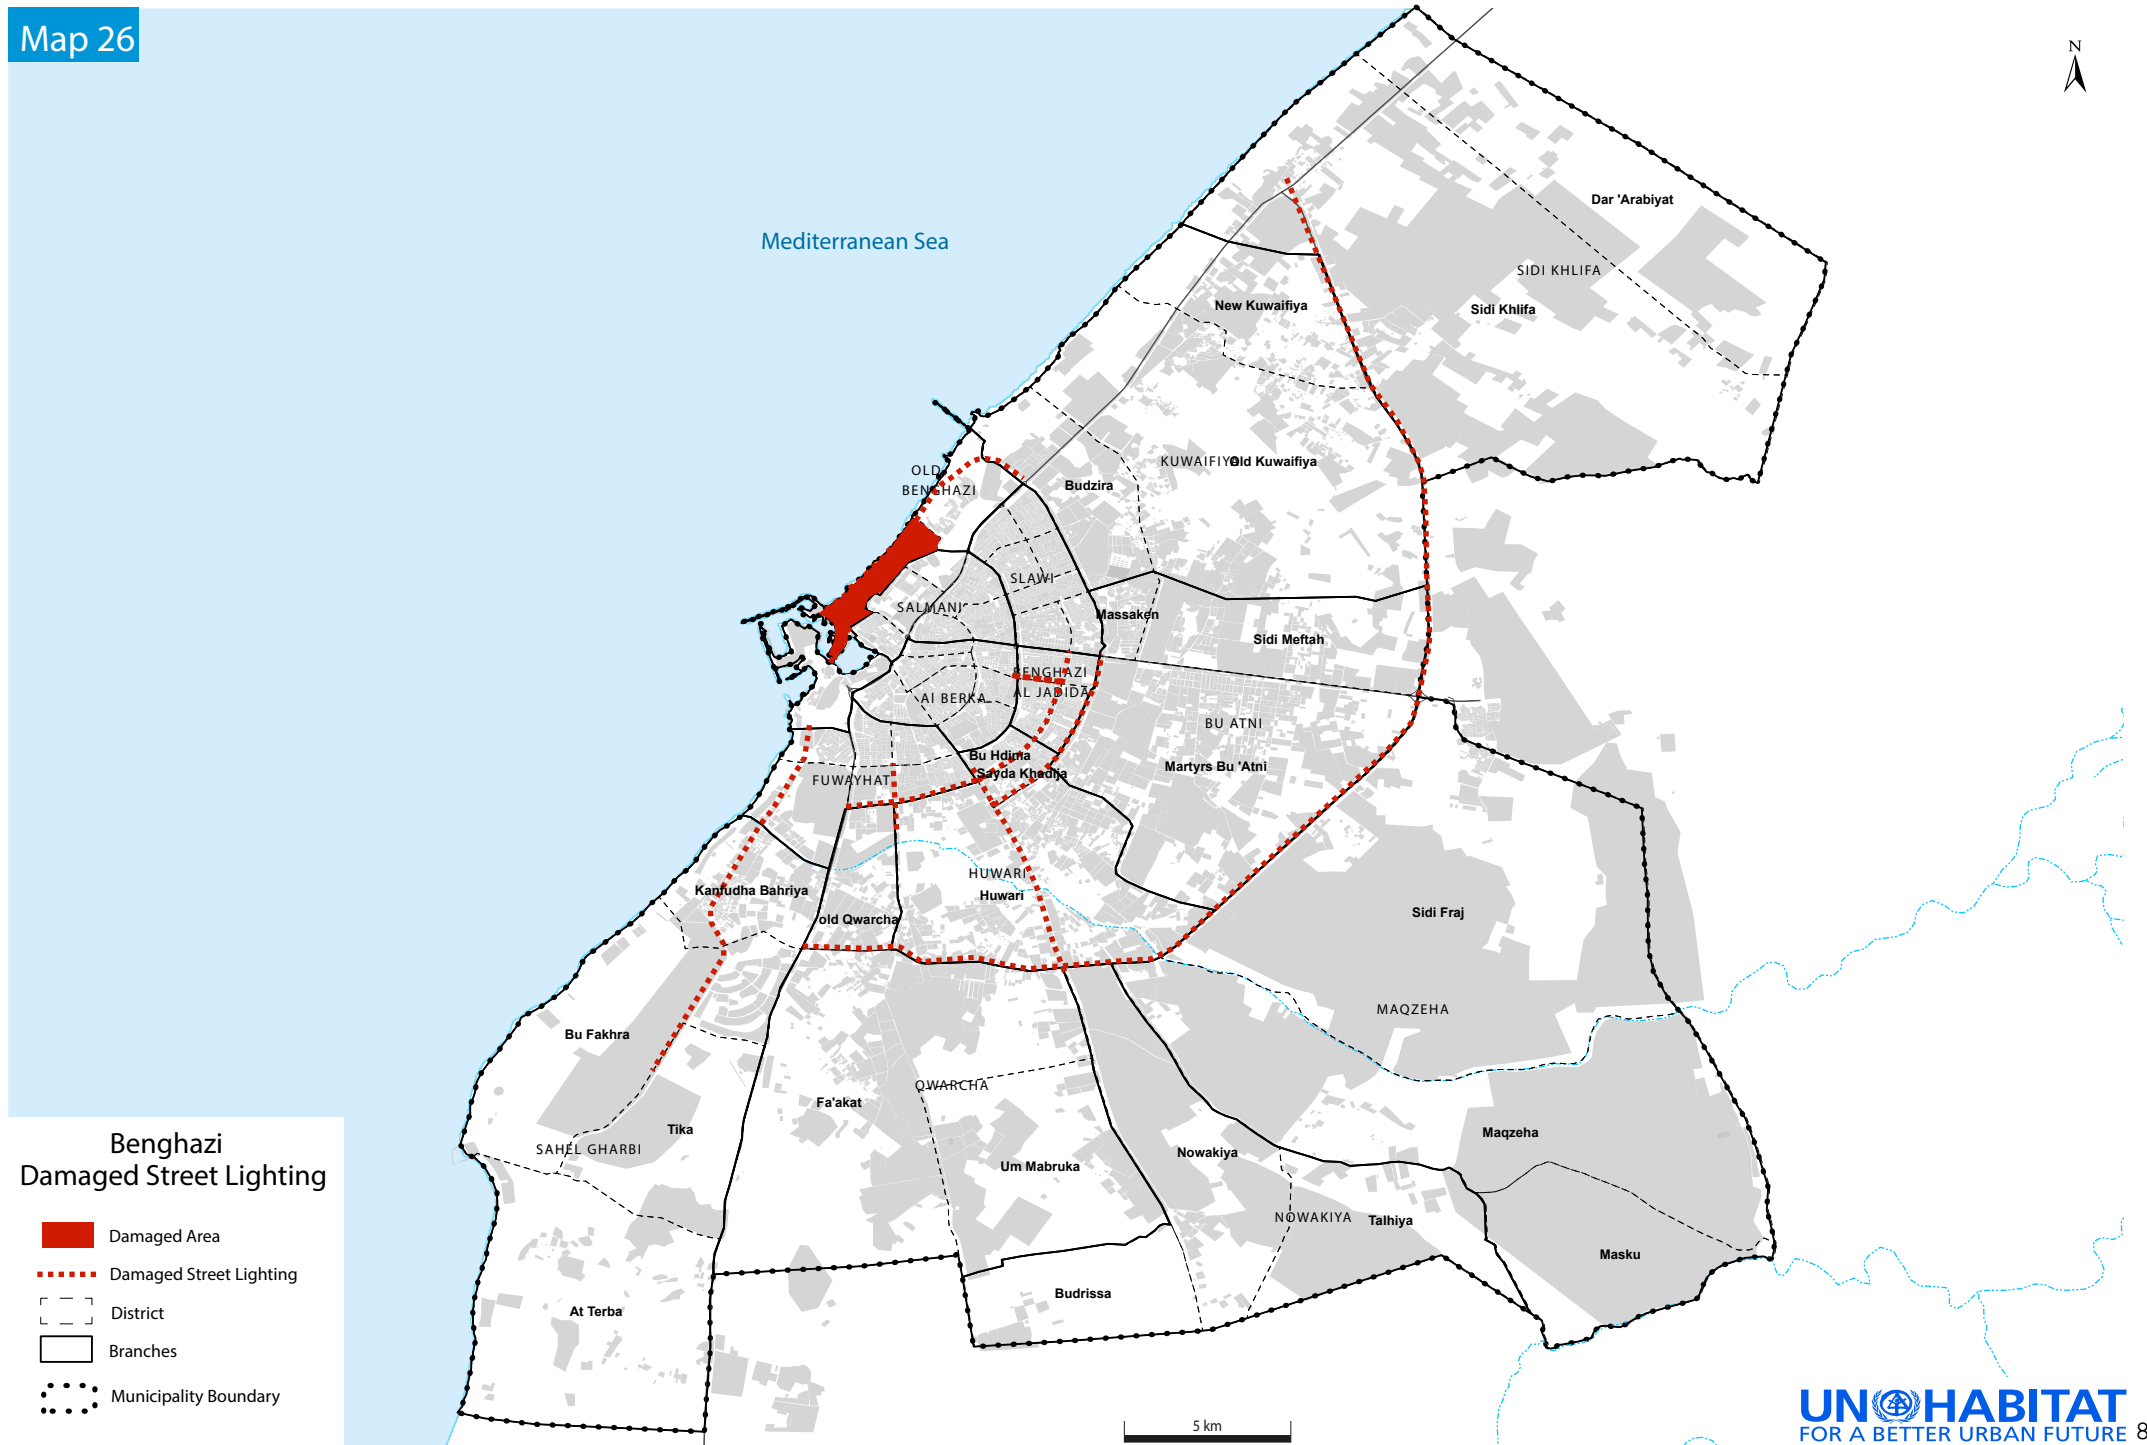 Map 26
N
Dar 'Arabiyat
Mediterranean Sea
SIDI KHLIFA
New Kuwaifiya
Sidi Khlifa
OLD
BENGHAZI
KUWAIFIYA
Old Kuwaifiya
Budzira
SLAWI
SALMANI
Massaken
Sidi Meftah
BENGHAZI
AL JADIDA
Al BERKA
BU ATNI
Bu Hdima
Sayda Khadija
Martyrs Bu 'Atni
FUWAYHAT
HUWARI
Huwari
Kanfudha Bahriya
old Qwarcha
Sidi Fraj
MAQZEHA
Bu Fakhra
QWARCHA
Fa'akat
Tika
SAHEL GHARBI
Maqzeha
Um Mabruka
Nowakiya
NOWAKIYA
Talhiya
Masku
Budrissa
At Terba
Benghazi
Damaged Street Lighting
Damaged Area
Damaged Street Lighting
District
Branches
Municipality Boundary
5 km
UN HABITAT
FOR A BETTER URBAN FUTURE
8